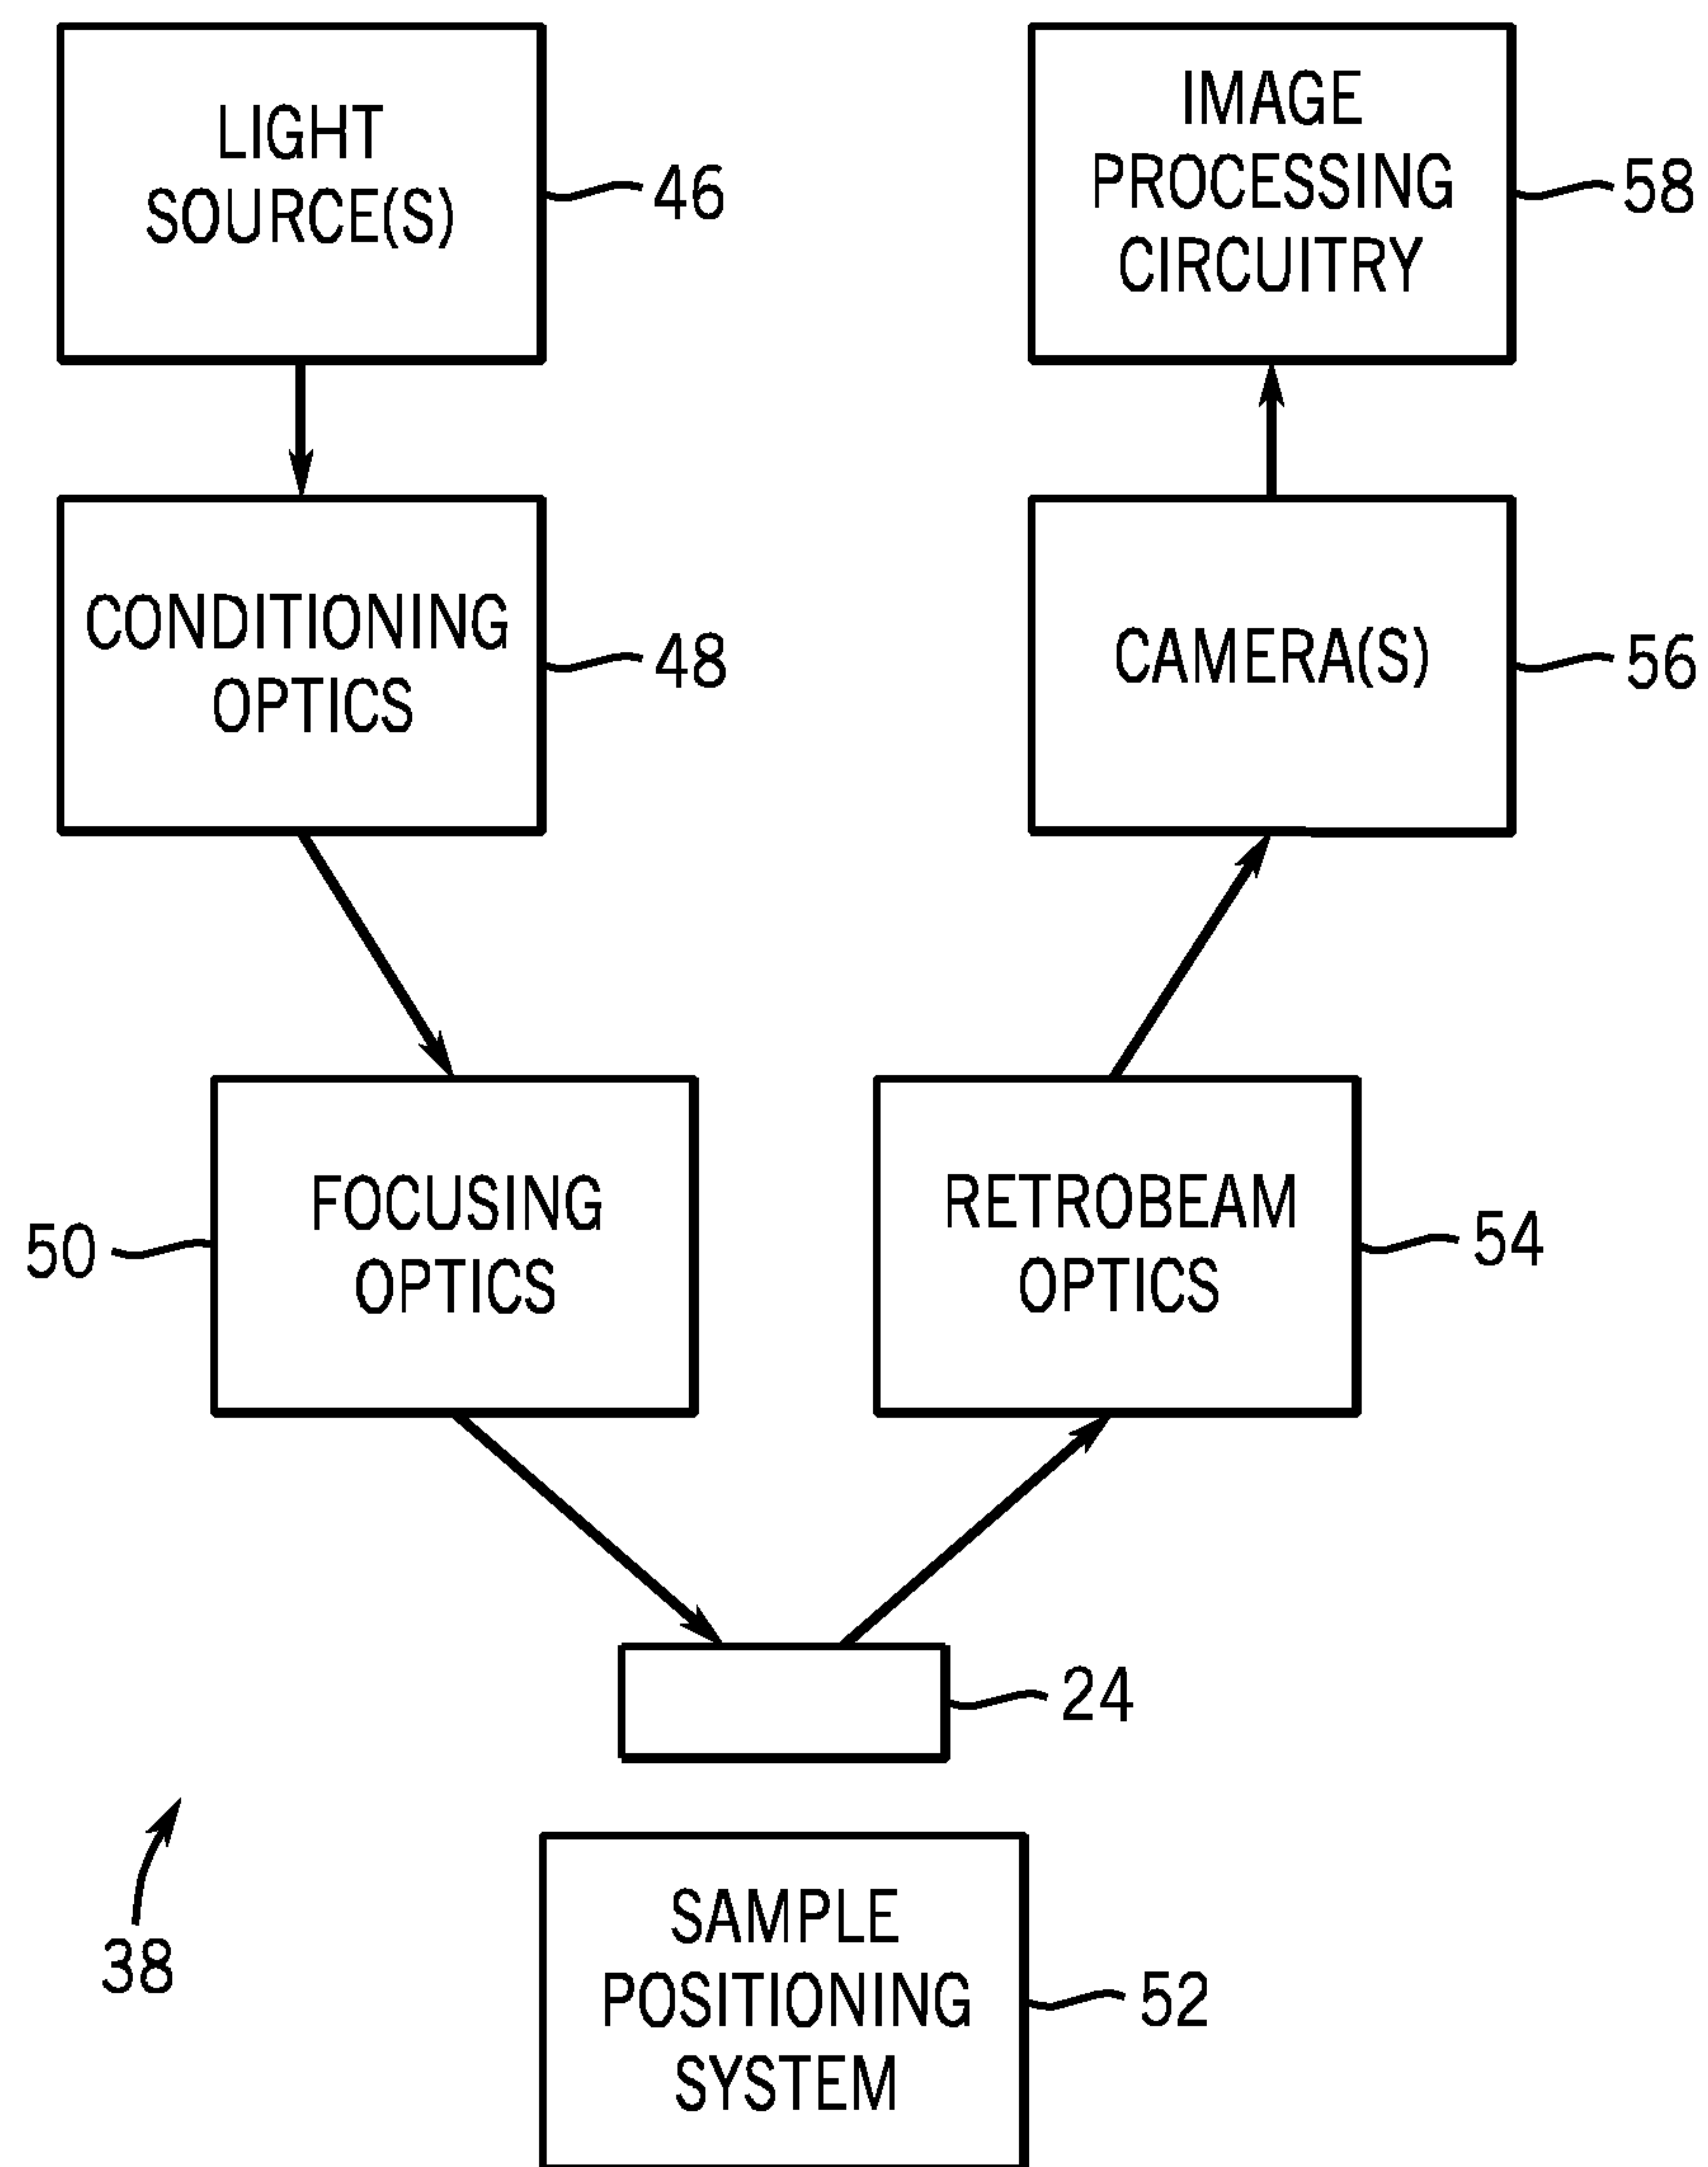 LIGHT
SOURCE(S)
46
IMAGE
PROCESSING
CIRCUITRY
58
CONDITIONING
OPTICS
48
CAMERA(S)
56
50
FOCUSING
OPTICS
RETROBEAM
OPTICS
54
24
38
SAMPLE
POSITIONING
SYSTEM
52